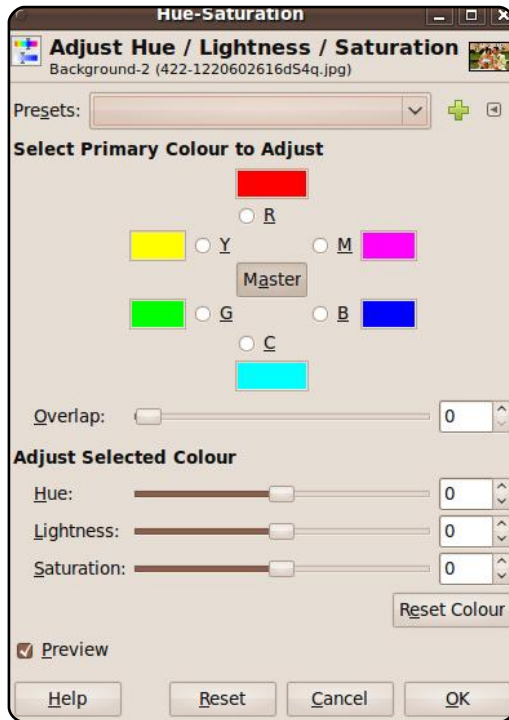 Hue-Saturation
Adjust Hue / Lightness / Saturation
Background-2 (422-1220602616dS4q.jpg)
Presets:
Select Primary Colour to Adjust
R
Y M
Master
G B
C
Overlap: 0
Adjust Selected Colour
Hue: 0
Lightness: 0
Saturation: 0
Reset Colour
Preview
Help Reset Cancel OK